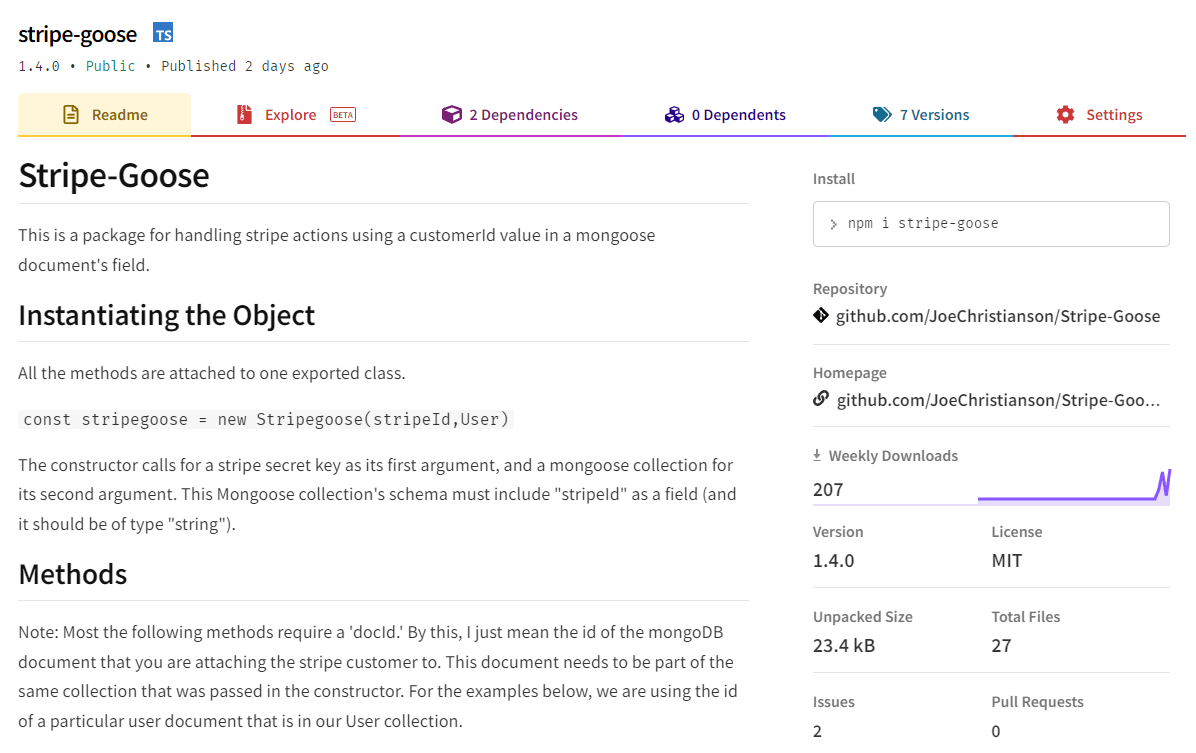 stripe-goose TS
1.4.0 • Public • Published 2 days ago
Readme
Explore BETA
2 Dependencies
0 Dependents
7 Versions
Settings
Stripe-Goose
This is a package for handling stripe actions using a customerId value in a mongoose
document's field.
Instantiating the Object
All the methods are attached to one exported class.
const stripegoose = new Stripegoose(stripeId,User)
The constructor calls for a stripe secret key as its first argument, and a mongoose collection for
its second argument. This Mongoose collection's schema must include "stripeId" as a field (and
it should be of type "string").
Methods
Note: Most the following methods require a 'docId.' By this, I just mean the id of the mongoDB
document that you are attaching the stripe customer to. This document needs to be part of the
same collection that was passed in the constructor. For the examples below, we are using the id
of a particular user document that is in our User collection.
Install
> npm i stripe-goose
Repository
github.com/JoeChristianson/Stripe-Goose
Homepage
github.com/JoeChristianson/Stripe-Goo...
Weekly Downloads
207
Version
License
1.4.0
MIT
Unpacked Size
Total Files
23.4 kB
27
Issues
Pull Requests
2
0